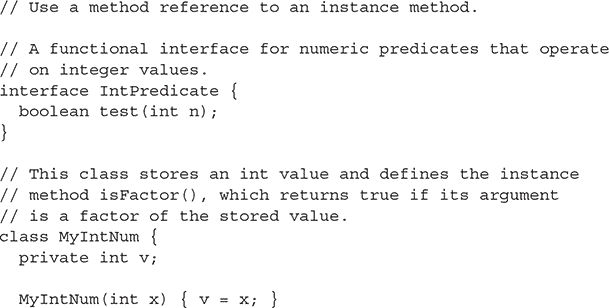 // Use a method reference to an instance method.
// A functional interface for numeric predicates that operate
// on integer values.
interface IntPredicate {
  boolean test(int n);
}
// This class stores an int value and defines the instance
// method isFactor(), which returns true if its argument
// is a factor of the stored value.
class MyIntNum {
  private int v;
  MyIntNum(int x) { v = x; }